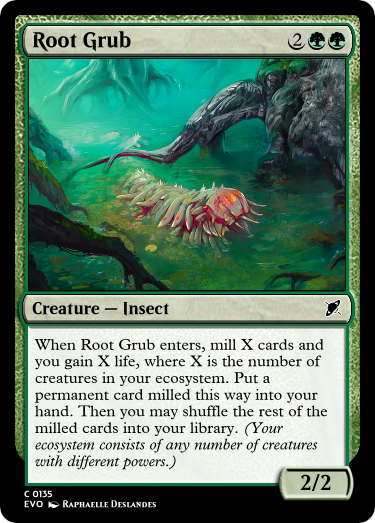 Root Grub 2
Creature — Insect
When Root Grub enters, mill X cards and
you gain X life, where X is the number of
creatures in your ecosystem. Put a
permanent card milled this way into your
hand. Then you may shuffle the rest of the
milled cards into your library. (Your
ecosystem consists of any number of creatures
with different powers.)
2/2
C 0135
EVO Raphaelle Deslandes